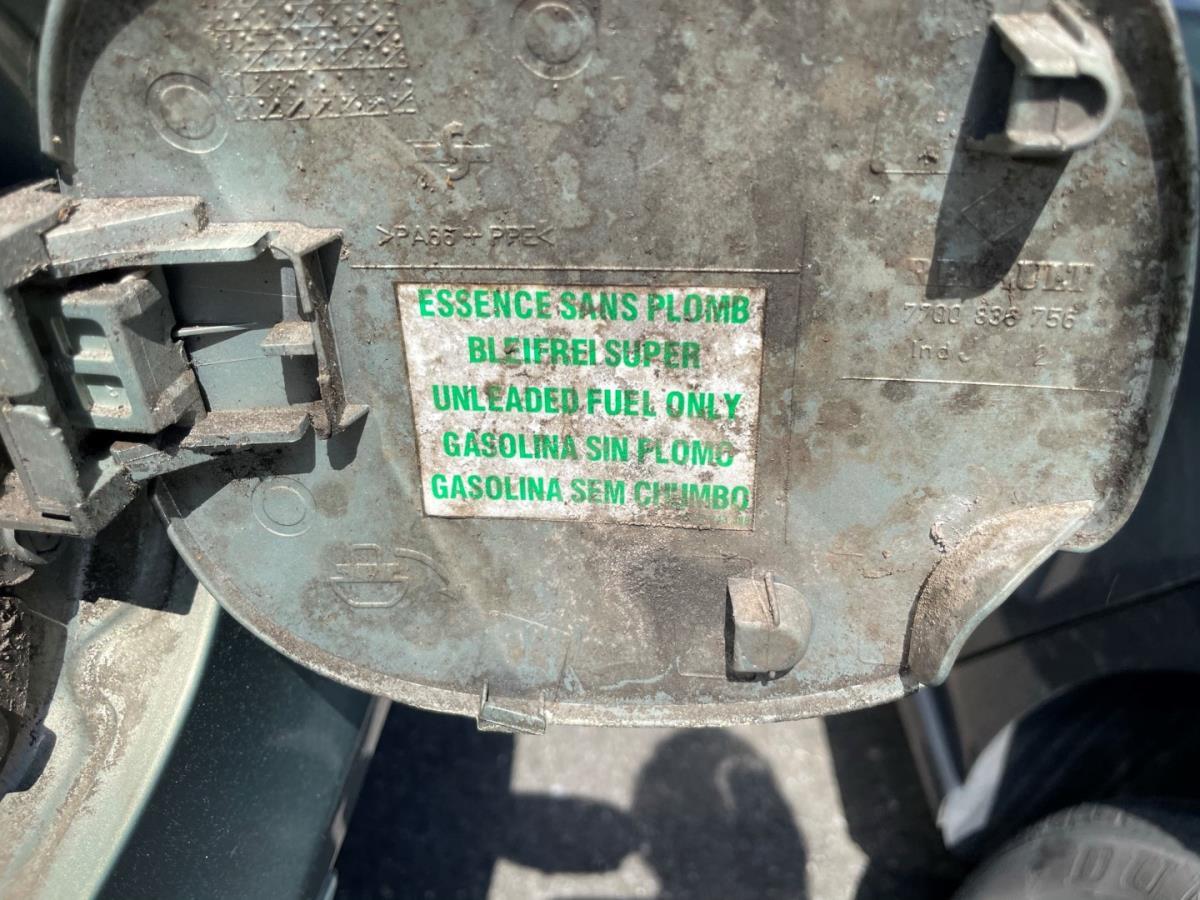 >PA66+PPE<
RENAULT
7700 836 756
Ind 2
ESSENCE SANS PLOMB
BLEIFREI SUPER
UNLEADED FUEL ONLY
GASOLINA SIN PLOMO
GASOLINA SEM CHUMBO